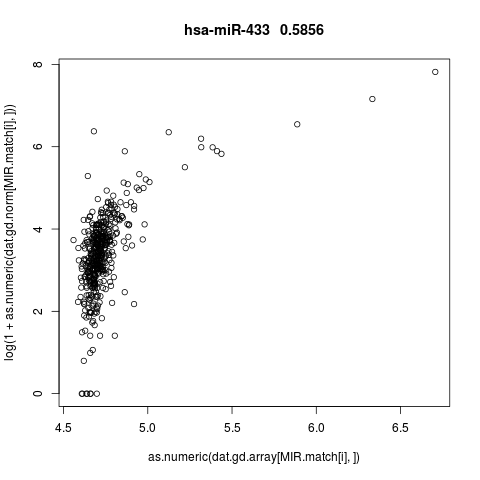 hsa-miR-433 0.5856
log(1 + as.numeric(dat.gd.norm[MIR.match[i], ]))
8
6
4
2
0
4.5 5.0 5.5 6.0 6.5
as.numeric(dat.gd.array[MIR.match[i], ])